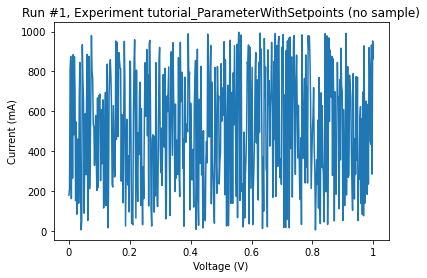 Run #1, Experiment tutorial_ParameterWithSetpoints (no sample)
1000
800
600
400
200
0
Current (mA)
0 0.2 0.4 0.6 0.8 1
Voltage (V)